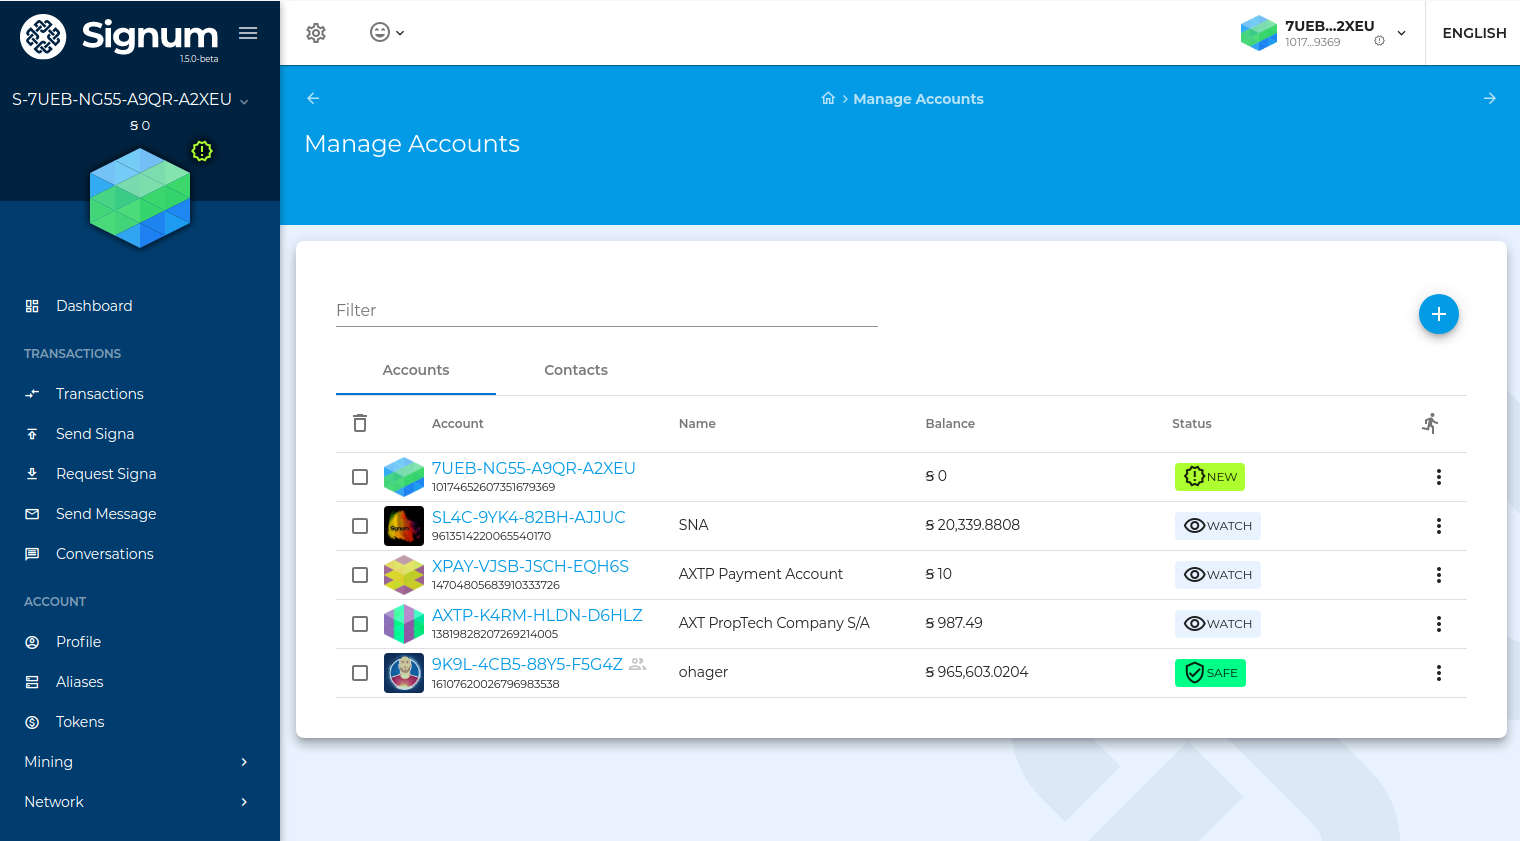 Signum
1.5.0-beta
S-7UEB-NG55-A9QR-A2XEU
Ꞩ 0
Dashboard
TRANSACTIONS
Transactions
Send Signa
Request Signa
Send Message
Conversations
ACCOUNT
Profile
Aliases
Tokens
Mining
Network
7UEB...2XEU
1017...9369
ENGLISH
Manage Accounts
Manage Accounts
Filter
Accounts Contacts
Account Name Balance Status
7UEB-NG55-A9QR-A2XEU Ꞩ 0 NEW
10174652607351679369
Signum
SL4C-9YK4-82BH-AJJUC SNA Ꞩ 20,339.8808 WATCH
9613514220065540170
XPAY-VJSB-JSCH-EQH6S AXTP Payment Account Ꞩ 10 WATCH
14704805683910333726
AXTP-K4RM-HLDN-D6HLZ AXT PropTech Company S/A Ꞩ 987.49 WATCH
13819828207269214005
9K9L-4CB5-88Y5-F5G4Z ohager Ꞩ 965,603.0204 SAFE
16107620026796983538